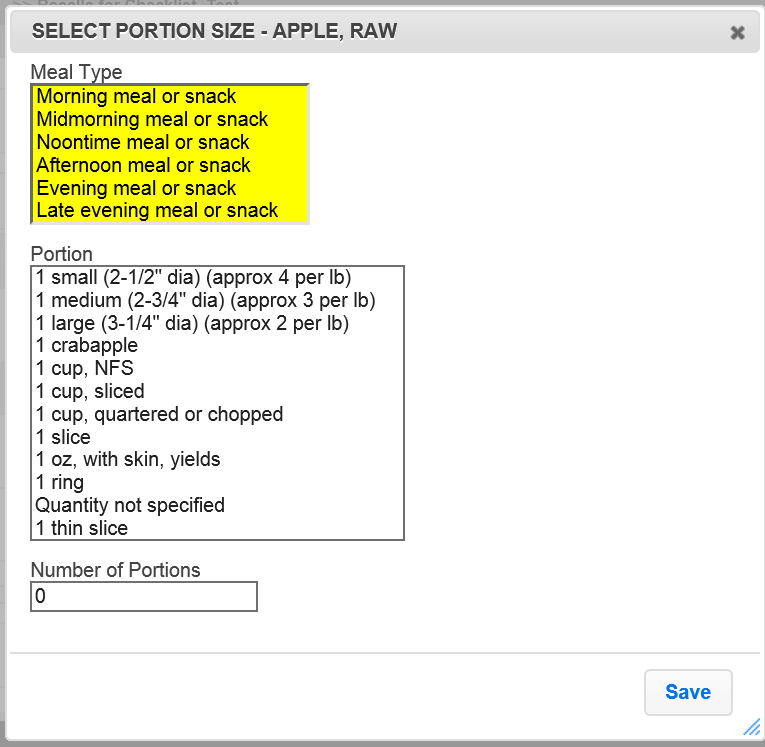 >> Recalls for Checklist, Test
SELECT PORTION SIZE - APPLE, RAW
Meal Type
Morning meal or snack
Midmorning meal or snack
Noontime meal or snack
Afternoon meal or snack
Evening meal or snack
Late evening meal or snack
Portion
1 small (2-1/2" dia) (approx 4 per lb)
1 medium (2-3/4" dia) (approx 3 per lb)
1 large (3-1/4" dia) (approx 2 per lb)
1 crabapple
1 cup, NFS
1 cup, sliced
1 cup, quartered or chopped
1 slice
1 oz, with skin, yields
1 ring
Quantity not specified
1 thin slice
Number of Portions
0
Save